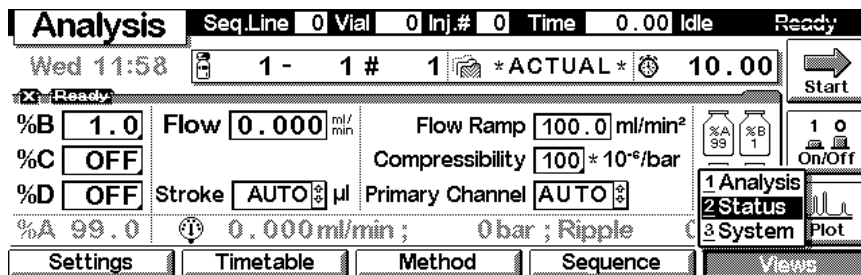 Analysis Seq.Line 0 Vial 0 Inj.# 0 Time 0.00 Idle Ready
Wed 11:58 1 - 1 # 1 *ACTUAL* 10.00
Start
Ready
%B 1.0 Flow 0.000 ml/min Flow Ramp 100.0 ml/min² %A 99 %B 1
1 0
On/Off
%C OFF Compressibility 100 * 10⁻⁶/bar
%D OFF Stroke AUTO µl Primary Channel AUTO
1 Analysis
2 Status
3 System
Plot
%A 99.0 0.000 ml/min ; 0 bar ; Ripple
Settings Timetable Method Sequence Views